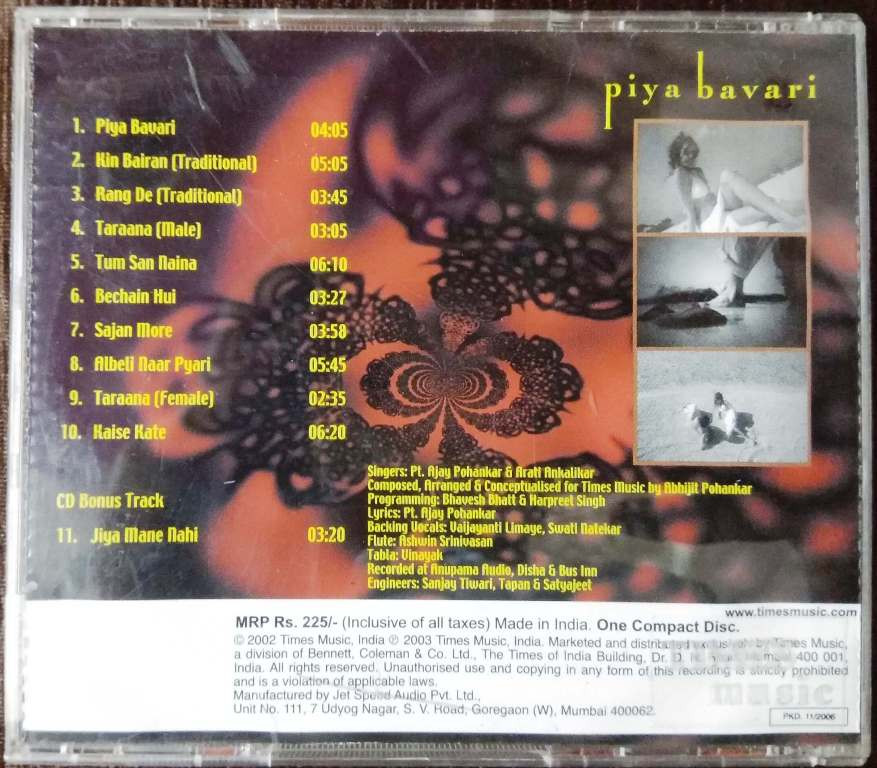 piya bavari
1. Piya Bavari 04:05
2. Kin Bairan (Traditional) 05:05
3. Rang De (Traditional) 03:45
4. Taraana (Male) 03:05
5. Tum San Naina 06:10
6. Bechain Hui 03:27
7. Sajan More 03:58
8. Albeli Naar Pyari 05:45
9. Taraana (Female) 02:35
10. Kaise Kate 06:20
CD Bonus Track
11. Jiya Mane Nahi 03:20
Singers: Pt. Ajay Pohankar & Arati Ankalikar
Composed, Arranged & Conceptualised for Times Music by Abhijit Pohankar
Programming: Bhavesh Bhatt & Harpreet Singh
Lyrics: Pt. Ajay Pohankar
Backing Vocals: Vaijayanti Limaye, Swati Natekar
Flute: Ashwin Srinivasan
Tabla: Vinayak
Recorded at Anupama Audio, Disha & Bus Inn
Engineers: Sanjay Tiwari, Tapan & Satyajeet
www.timesmusic.com
MRP Rs. 225/- (Inclusive of all taxes) Made in India. One Compact Disc.
© 2002 Times Music, India ℗ 2003 Times Music, India. Marketed and distributed exclusively by Times Music,
a division of Bennett, Coleman & Co. Ltd., The Times of India Building, Dr. D. N. 400 001,
India. All rights reserved. Unauthorised use and copying in any form of this recording is strictly prohibited
and is a violation of applicable laws.
Manufactured by Jet Speed Audio Pvt. Ltd.,
Unit No. 111, 7 Udyog Nagar, S. V. Road, Goregaon (W), Mumbai 400062.
music
PKD. 11/2006